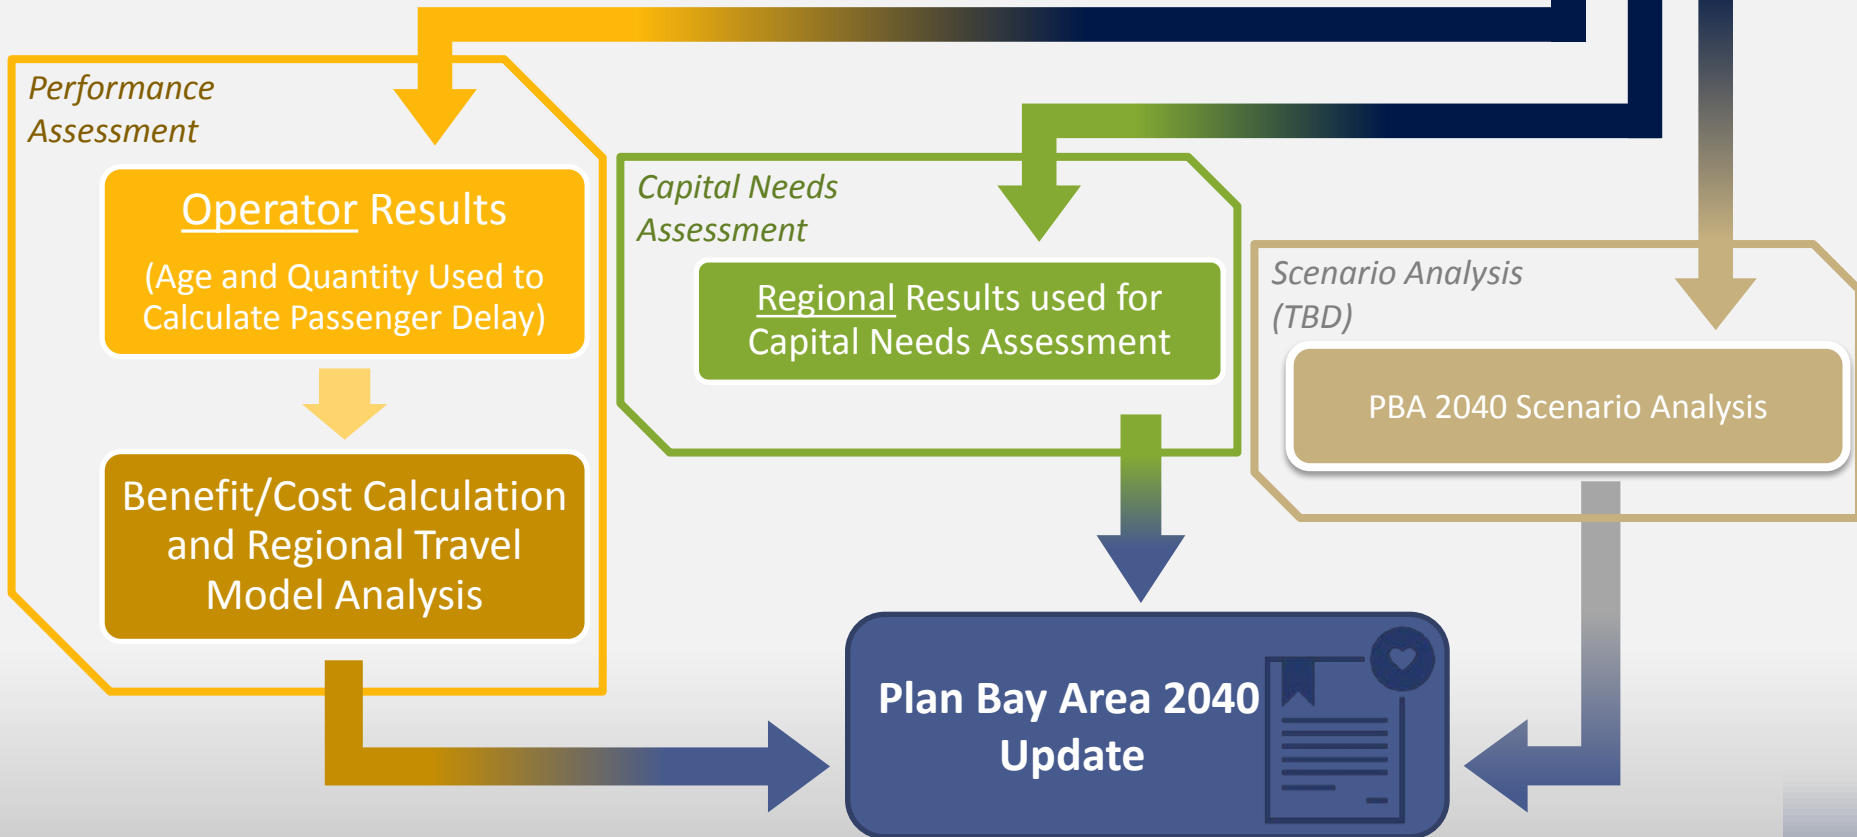 Performance
Assessment
Operator Results
(Age and Quantity Used to
Calculate Passenger Delay)
Benefit/Cost Calculation
and Regional Travel
Model Analysis
Capital Needs
Assessment
Regional Results used for
Capital Needs Assessment
Scenario Analysis
(TBD)
PBA 2040 Scenario Analysis
Plan Bay Area 2040
Update